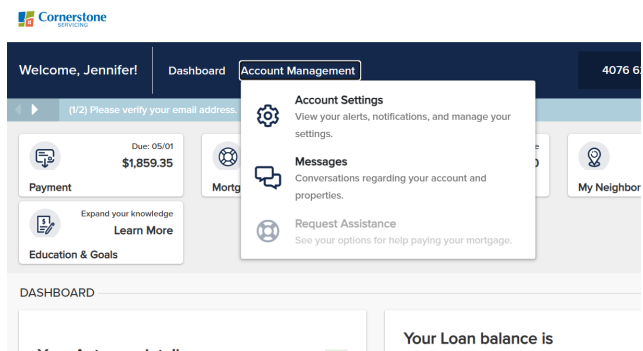 Cornerstone
SERVICING
Welcome, Jennifer!
Dashboard
Account Management
4076
(1/2) Please verify your email address.
Account Settings
View your alerts, notifications, and manage your
settings.
Messages
Conversations regarding your account and
properties.
Request Assistance
See your options for help paying your mortgage.
Due: 05/01
$1,859.35
Payment
My Neighbor
Expand your knowledge
Learn More
Education & Goals
DASHBOARD
Your Loan balance is